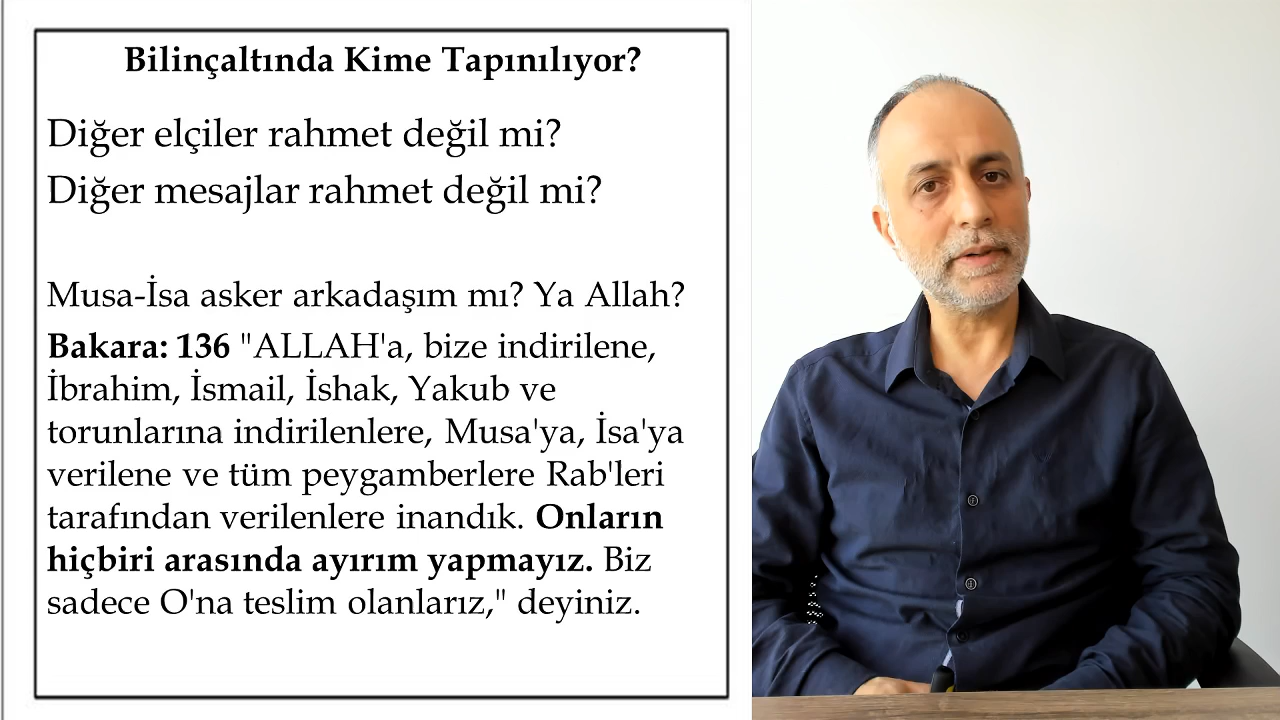 Bilinçaltında Kime Tapınılıyor?
Diğer elçiler rahmet değil mi?
Diğer mesajlar rahmet değil mi?
Musa-İsa asker arkadaşım mı? Ya Allah?
Bakara: 136 "ALLAH'a, bize indirilene,
İbrahim, İsmail, İshak, Yakub ve
torunlarına indirilenlere, Musa'ya, İsa'ya
verilene ve tüm peygamberlere Rab'leri
tarafından verilenlere inandık. Onların
hiçbiri arasında ayırım yapmayız. Biz
sadece O'na teslim olanlarız," deyiniz.